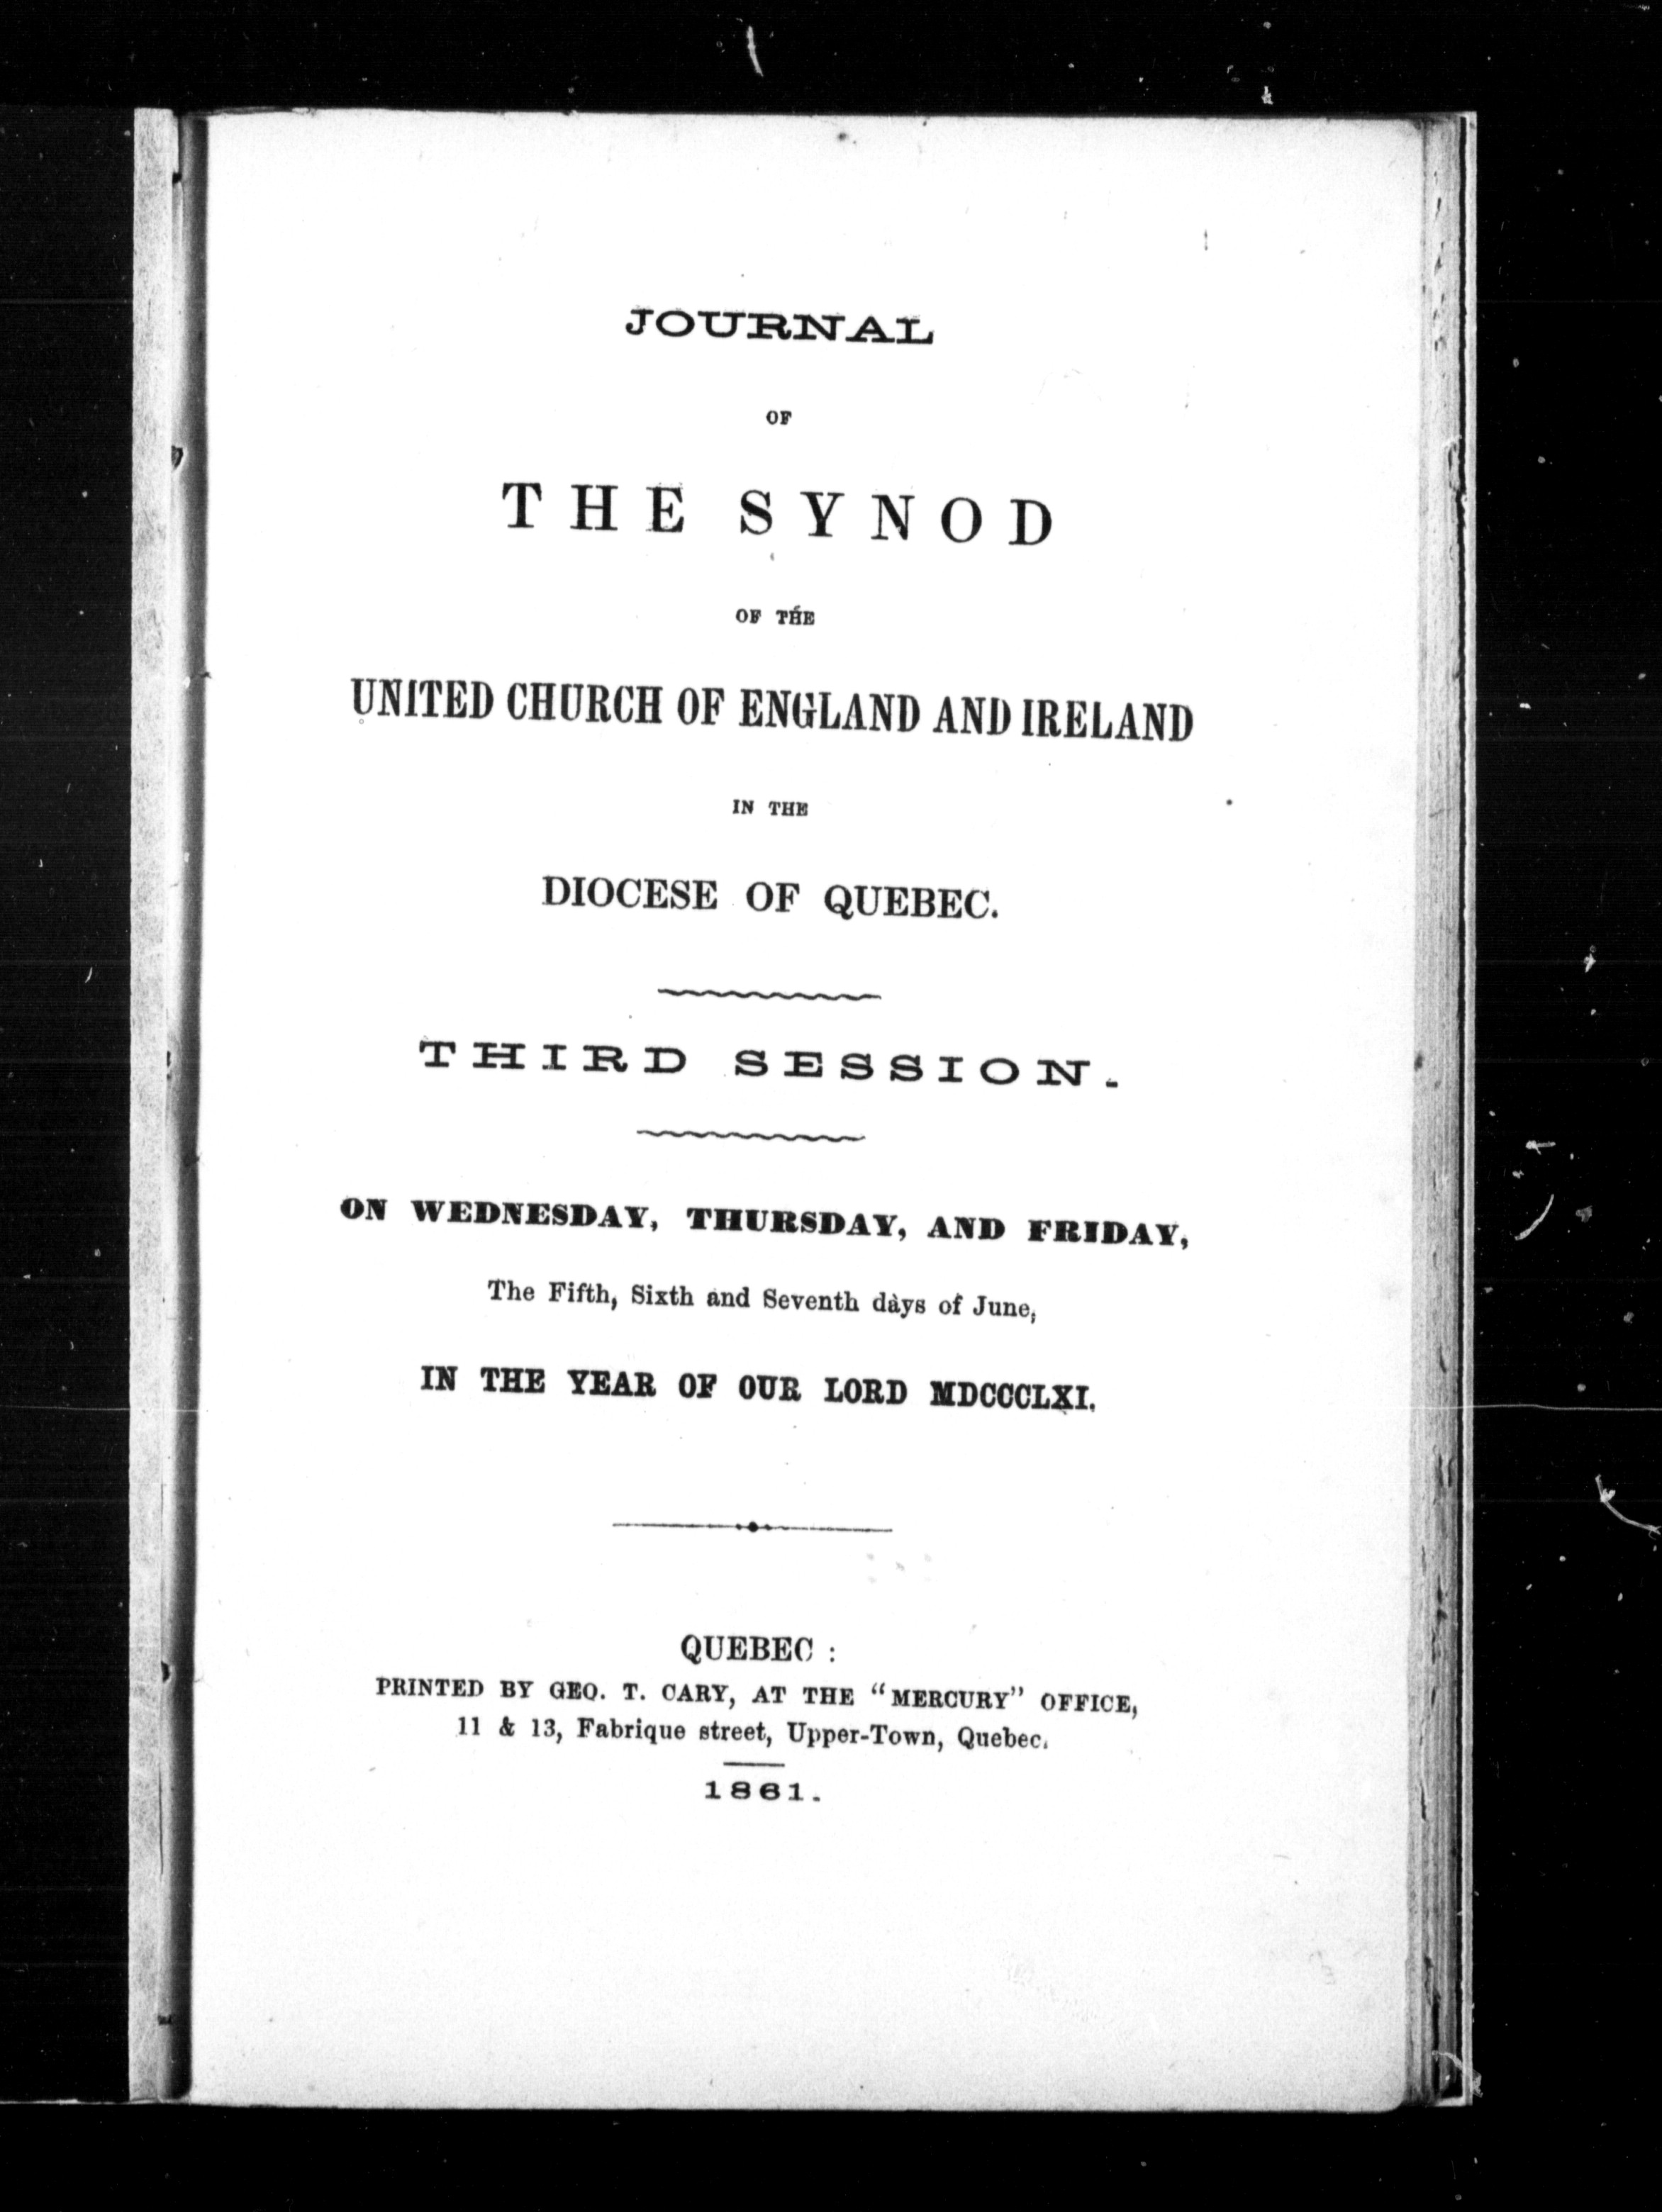 JOURNAL
OF
THE SYNOD
OF THE
UNITED CHURCH OF ENGLAND AND IRELAND
IN THE
DIOCESE OF QUEBEC.
THIRD SESSION.
ON WEDNESDAY, THURSDAY, AND FRIDAY,
The Fifth, Sixth and Seventh days of June,
IN THE YEAR OF OUR LORD MDCCCLXI.
QUEBEC :
PRINTED BY GEO. T. CARY, AT THE "MERCURY" OFFICE,
11 & 13, Fabrique street, Upper-Town, Quebec.
1861.